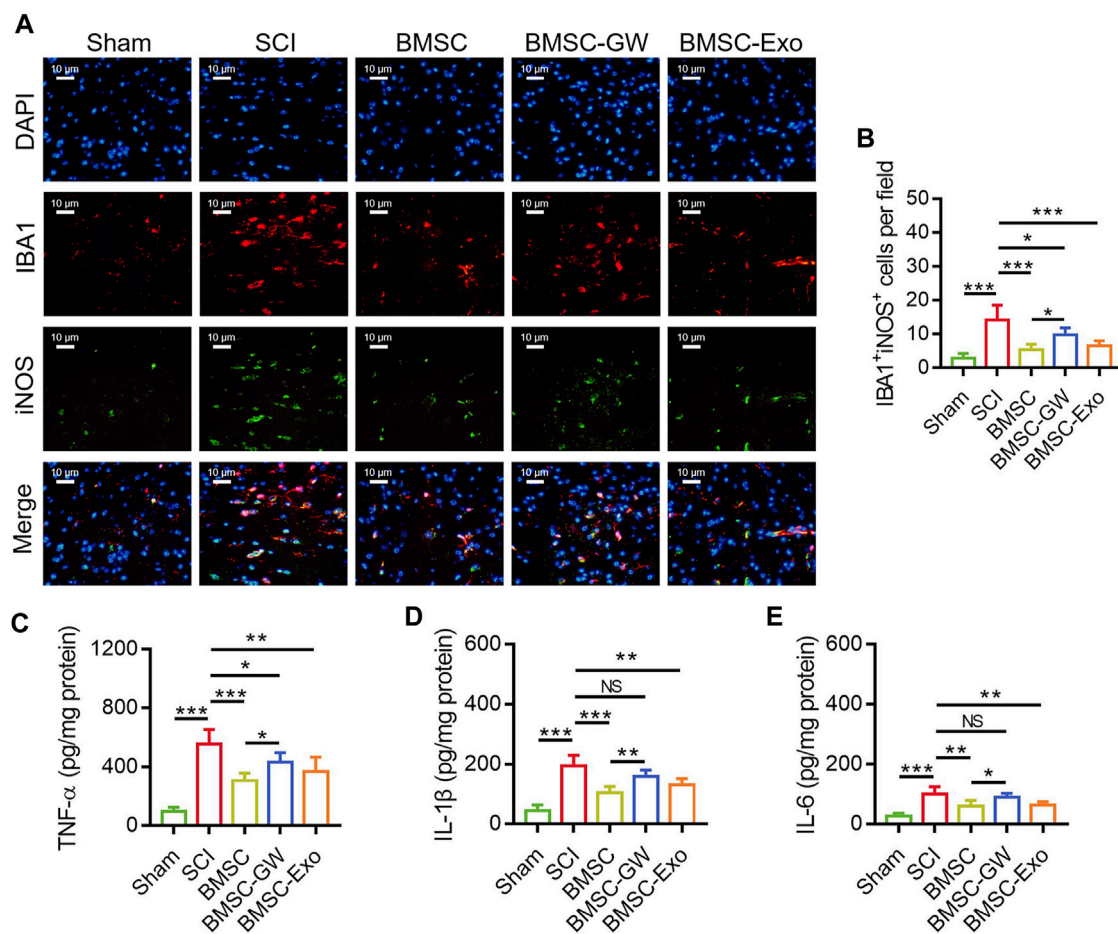 A
Sham SCI BMSC BMSC-GW BMSC-Exo
DAPI
10 µm 10 µm 10 µm 10 µm 10 µm
IBA1
10 µm 10 µm 10 µm 10 µm 10 µm
iNOS
10 µm 10 µm 10 µm 10 µm 10 µm
Merge
10 µm 10 µm 10 µm 10 µm 10 µm
B
IBA1⁺iNOS⁺ cells per field
50
40
30
20
10
0
***
*
***
***
*
Sham
SCI
BMSC
BMSC-GW
BMSC-Exo
C
TNF-α (pg/mg protein)
1200
800
400
0
**
*
***
***
*
Sham
SCI
BMSC
BMSC-GW
BMSC-Exo
D
IL-1β (pg/mg protein)
600
400
200
0
**
NS
***
***
**
Sham
SCI
BMSC
BMSC-GW
BMSC-Exo
E
IL-6 (pg/mg protein)
600
400
200
0
**
NS
**
***
*
Sham
SCI
BMSC
BMSC-GW
BMSC-Exo